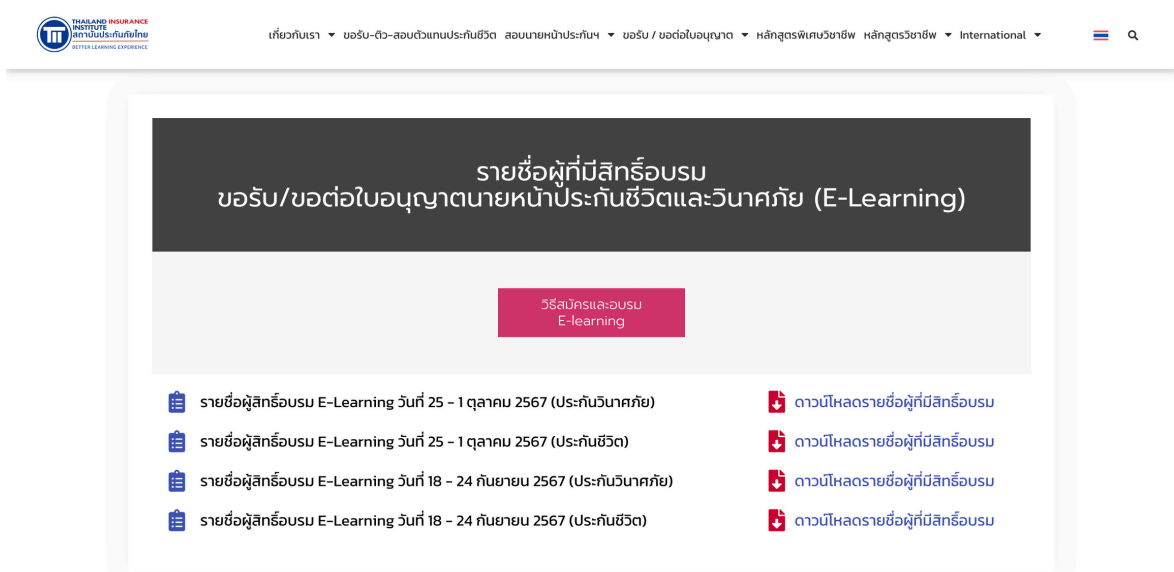 THAILAND INSURANCE
INSTITUTE
สถาบันประกันภัยไทย
BETTER LEARNING EXPERIENCE
เกี่ยวกับเรา ขอรับ-ติว-สอบตัวแทนประกันชีวิต สอบนายหน้าประกันฯ ขอรับ / ขอต่อใบอนุญาต หลักสูตรพิเศษวิชาชีพ หลักสูตรวิชาชีพ International
รายชื่อผู้ที่มีสิทธิ์อบรม
ขอรับ/ขอต่อใบอนุญาตนายหน้าประกันชีวิตและวินาศภัย (E-Learning)
วิธีสมัครและอบรม
E-learning
รายชื่อผู้สิทธิ์อบรม E-Learning วันที่ 25 - 1 ตุลาคม 2567 (ประกันวินาศภัย) ดาวน์โหลดรายชื่อผู้ที่มีสิทธิ์อบรม
รายชื่อผู้สิทธิ์อบรม E-Learning วันที่ 25 - 1 ตุลาคม 2567 (ประกันชีวิต) ดาวน์โหลดรายชื่อผู้ที่มีสิทธิ์อบรม
รายชื่อผู้สิทธิ์อบรม E-Learning วันที่ 18 - 24 กันยายน 2567 (ประกันวินาศภัย) ดาวน์โหลดรายชื่อผู้ที่มีสิทธิ์อบรม
รายชื่อผู้สิทธิ์อบรม E-Learning วันที่ 18 - 24 กันยายน 2567 (ประกันชีวิต) ดาวน์โหลดรายชื่อผู้ที่มีสิทธิ์อบรม